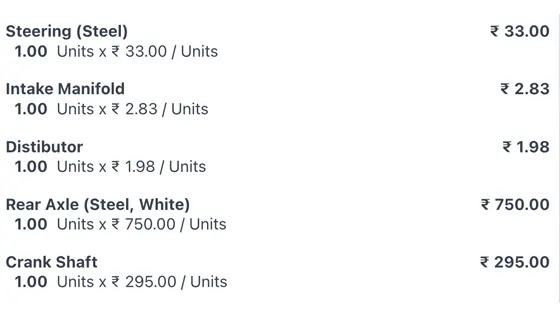 Steering (Steel) ₹ 33.00
1.00 Units x ₹ 33.00 / Units
Intake Manifold ₹ 2.83
1.00 Units x ₹ 2.83 / Units
Distibutor ₹ 1.98
1.00 Units x ₹ 1.98 / Units
Rear Axle (Steel, White) ₹ 750.00
1.00 Units x ₹ 750.00 / Units
Crank Shaft ₹ 295.00
1.00 Units x ₹ 295.00 / Units